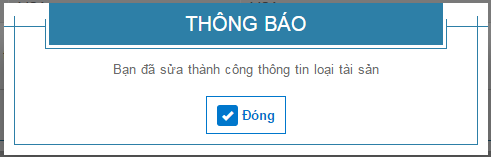 THÔNG BÁO
Bạn đã sửa thành công thông tin loại tài sản
Đóng